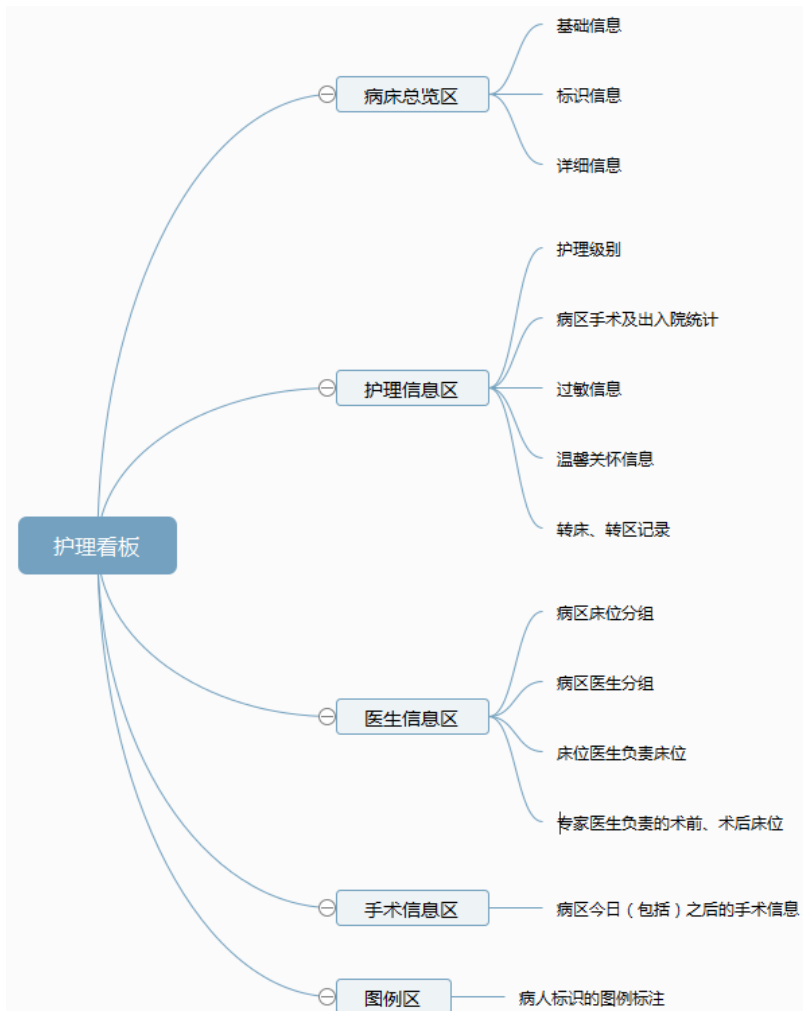 护理看板
病床总览区
基础信息
标识信息
详细信息
护理信息区
护理级别
病区手术及出入院统计
过敏信息
温馨关怀信息
转床、转区记录
医生信息区
病区床位分组
病区医生分组
床位医生负责床位
专家医生负责的术前、术后床位
手术信息区
病区今日（包括）之后的手术信息
图例区
病人标识的图例标注